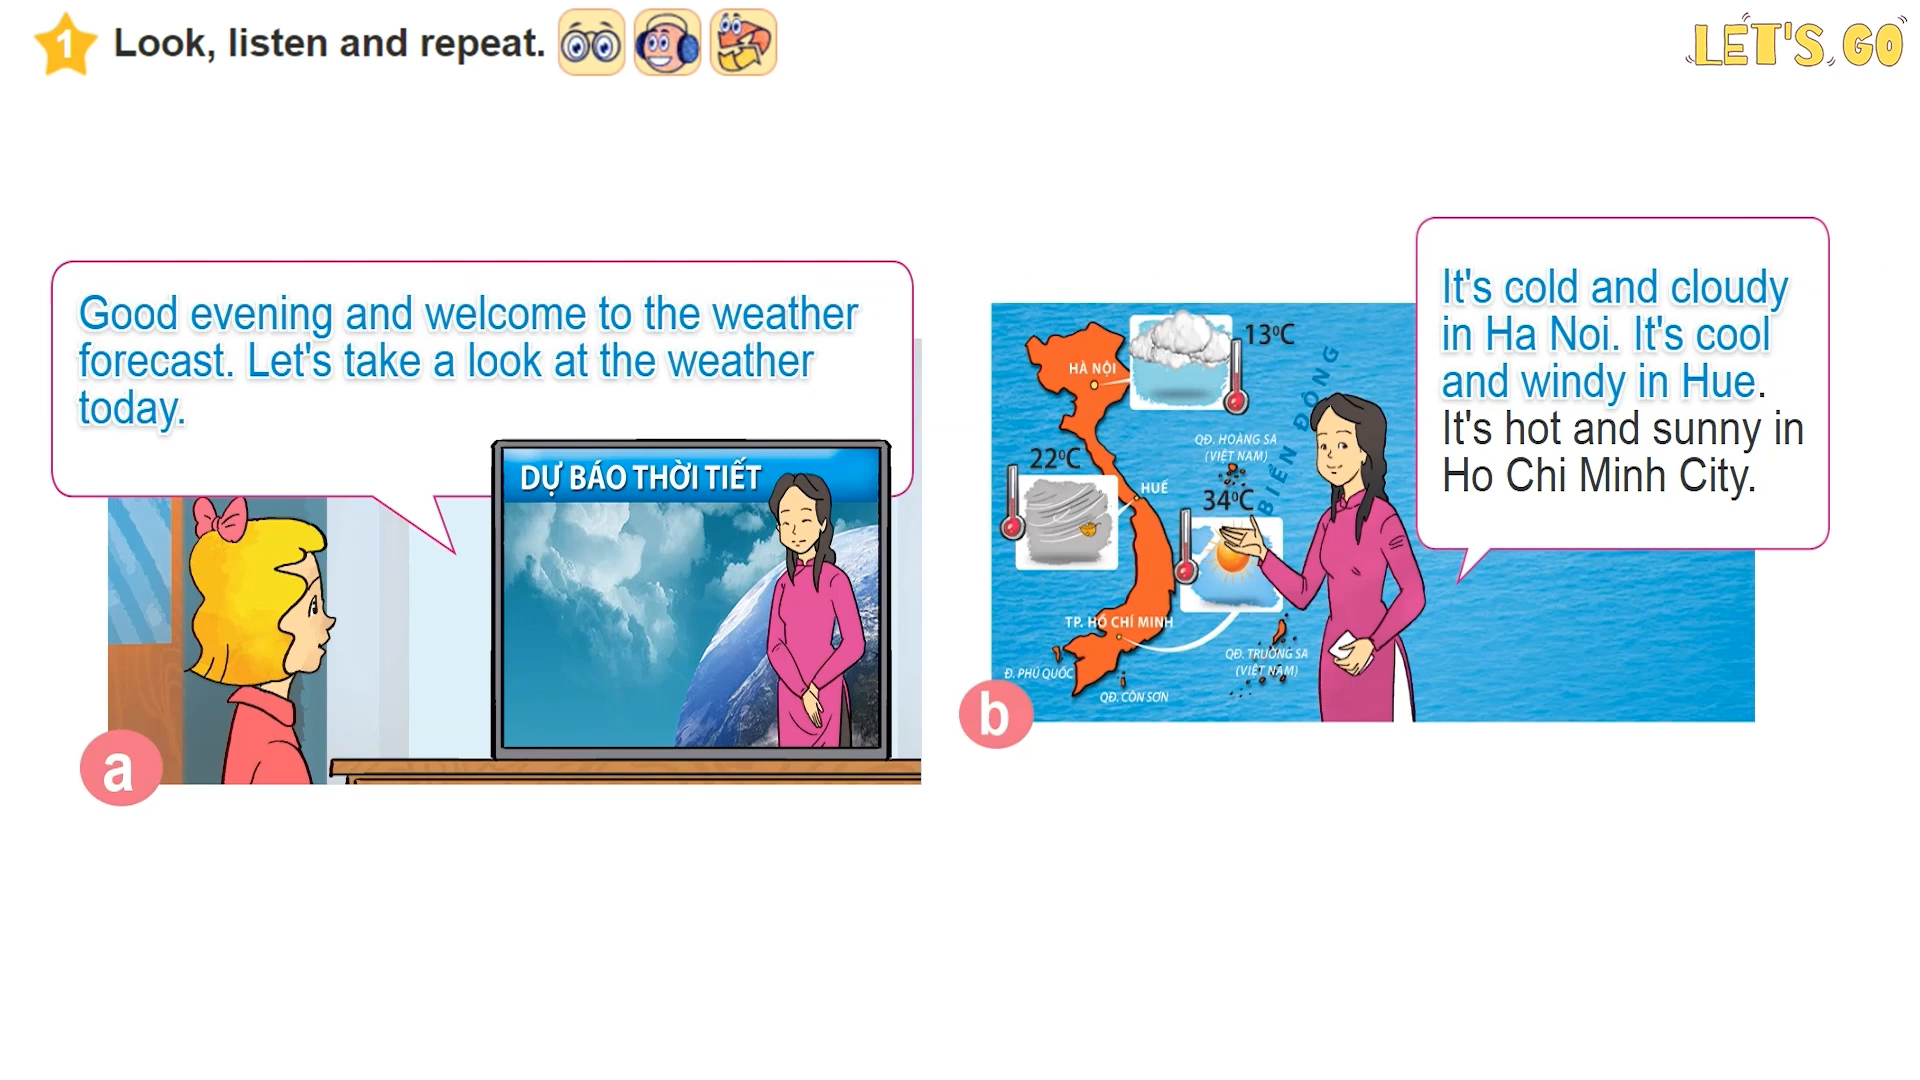 1 Look, listen and repeat.
LET'S GO
Good evening and welcome to the weather
forecast. Let's take a look at the weather
today.
DỰ BÁO THỜI TIẾT
a
It's cold and cloudy
in Ha Noi. It's cool
and windy in Hue.
It's hot and sunny in
Ho Chi Minh City.
13⁰C
HÀ NỘI
BIỂN ĐÔNG
QĐ. HOÀNG SA
(VIỆT NAM)
22⁰C
HUẾ
34⁰C
TP. HỒ CHÍ MINH
QĐ. TRƯỜNG SA
(VIỆT NAM)
Đ. PHÚ QUỐC
QĐ. CÔN SƠN
b